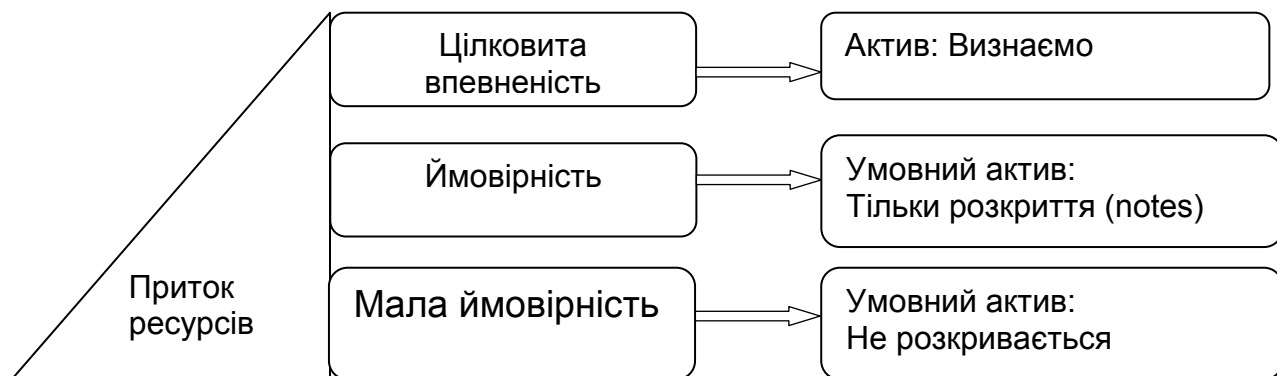 Цілковита
впевненість
Актив: Визнаємо
Ймовірність
Умовний актив:
Тільки розкриття (notes)
Приток
ресурсів
Мала ймовірність
Умовний актив:
Не розкривається